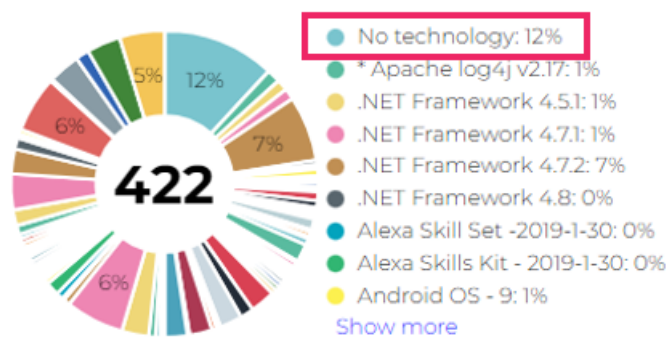 5%
12%
6%
7%
422
6%
No technology: 12%
* Apache log4j v2.17: 1%
.NET Framework 4.5.1: 1%
.NET Framework 4.7.1: 1%
.NET Framework 4.7.2: 7%
.NET Framework 4.8: 0%
Alexa Skill Set -2019-1-30: 0%
Alexa Skills Kit - 2019-1-30: 0%
Android OS - 9: 1%
Show more